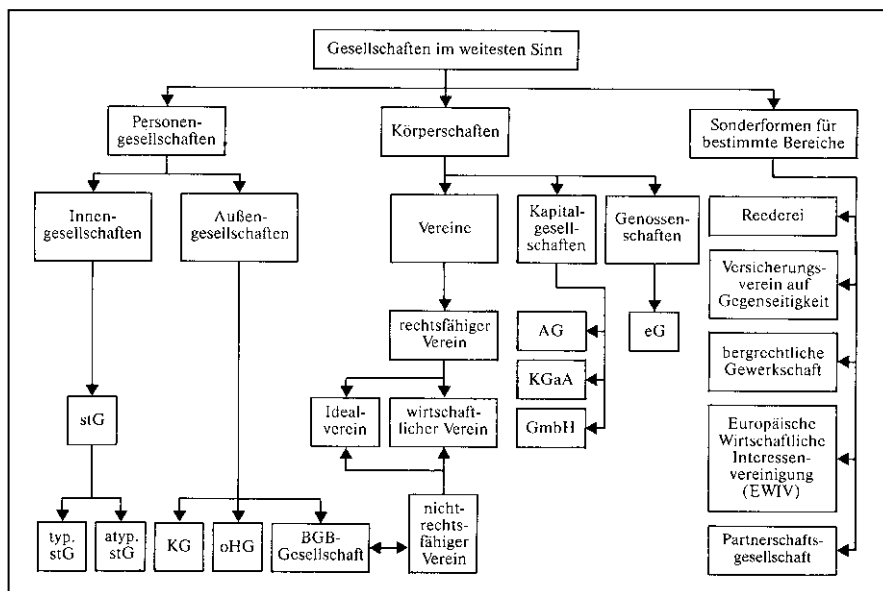 Gesellschaften im weitesten Sinn
Personen-
gesellschaften
Körperschaften
Sonderformen für
bestimmte Bereiche
Innen-
gesellschaften
Außen-
gesellschaften
Vereine
Kapital-
gesell-
schaften
Genossen-
schaften
Reederei
Versicherungs-
verein auf
Gegenseitigkeit
rechtsfähiger
Verein
AG
eG
bergrechtliche
Gewerkschaft
KGaA
stG
Ideal-
verein
wirtschaft-
licher Verein
GmbH
Europäische
Wirtschaftliche
Interessen-
vereinigung
(EWIV)
typ.
stG
atyp.
stG
KG
oHG
BGB-
Gesellschaft
nicht-
rechts-
fähiger
Verein
Partnerschafts-
gesellschaft